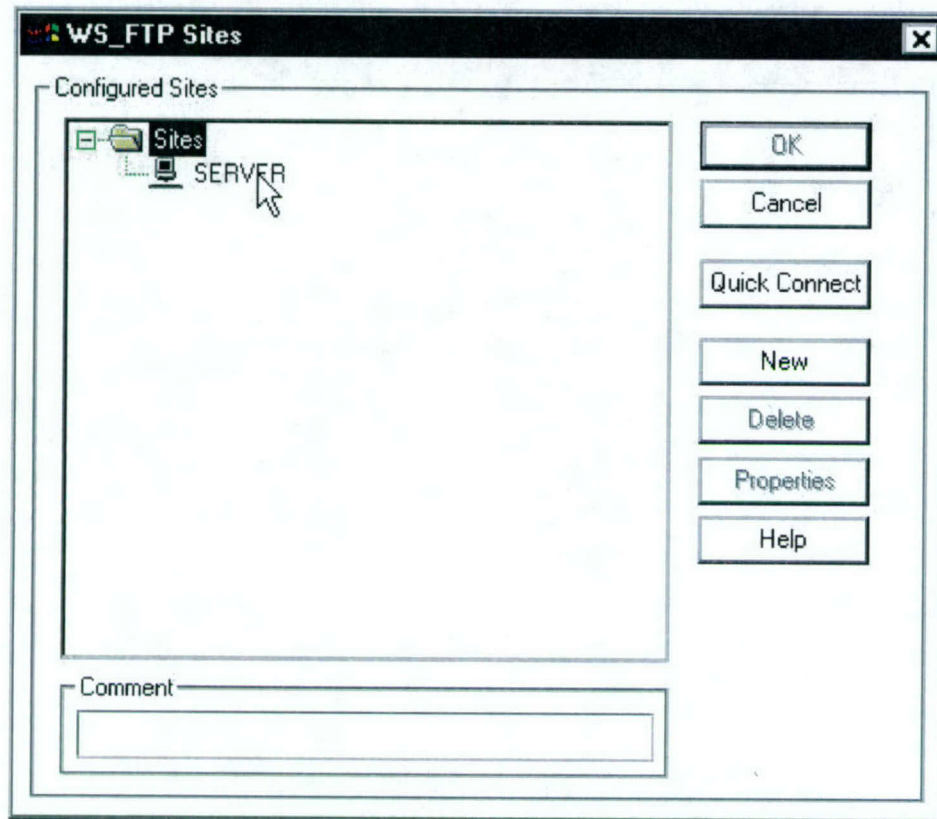 WS_FTP Sites
Configured Sites
Sites
SERVER
OK
Cancel
Quick Connect
New
Delete
Properties
Help
Comment